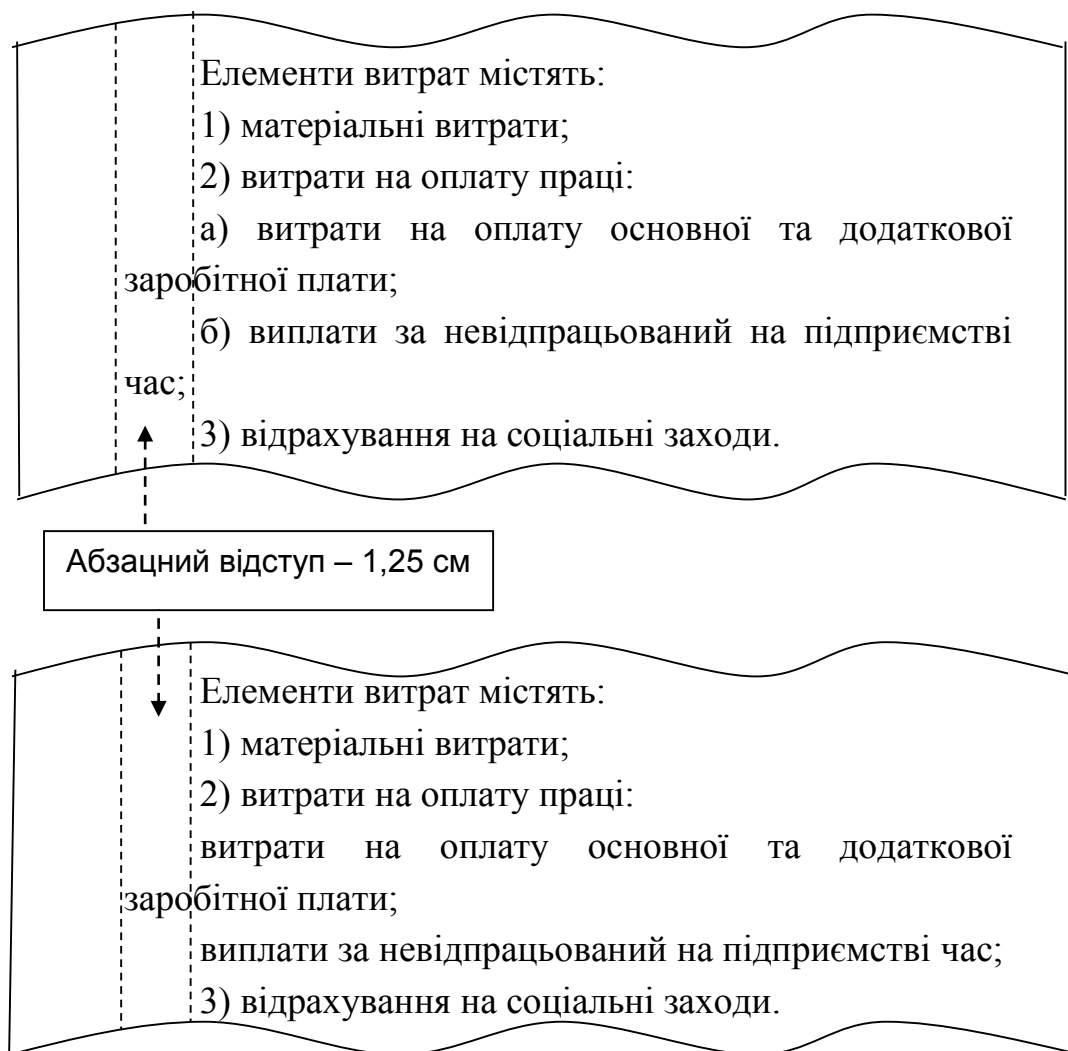 Елементи витрат містять:
1) матеріальні витрати;
2) витрати на оплату праці:
а) витрати на оплату основної та додаткової
заробітної плати;
б) виплати за невідпрацьований на підприємстві
час;
3) відрахування на соціальні заходи.
Абзацний відступ – 1,25 см
Елементи витрат містять:
1) матеріальні витрати;
2) витрати на оплату праці:
витрати на оплату основної та додаткової
заробітної плати;
виплати за невідпрацьований на підприємстві час;
3) відрахування на соціальні заходи.